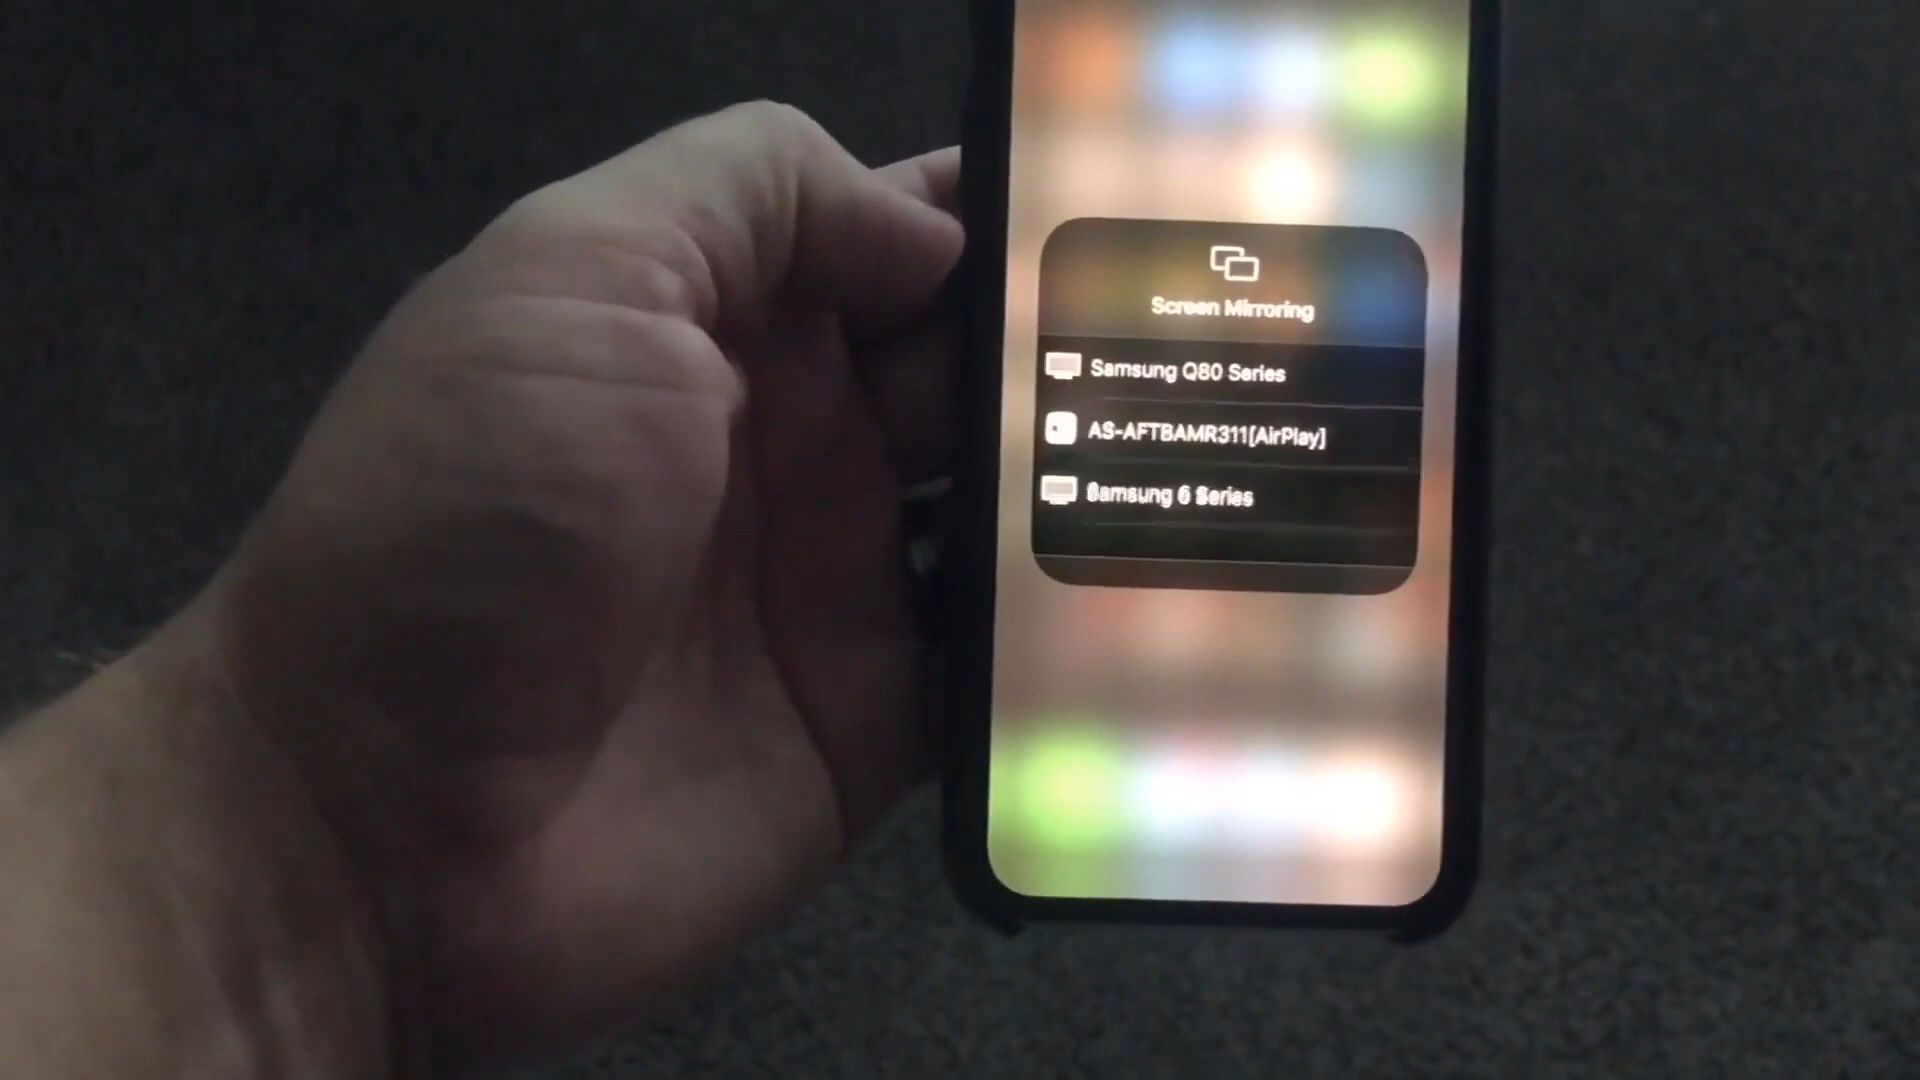 Screen Mirroring
Samsung Q80 Series
AS-AFTBAMR311[AirPlay]
Samsung 6 Series